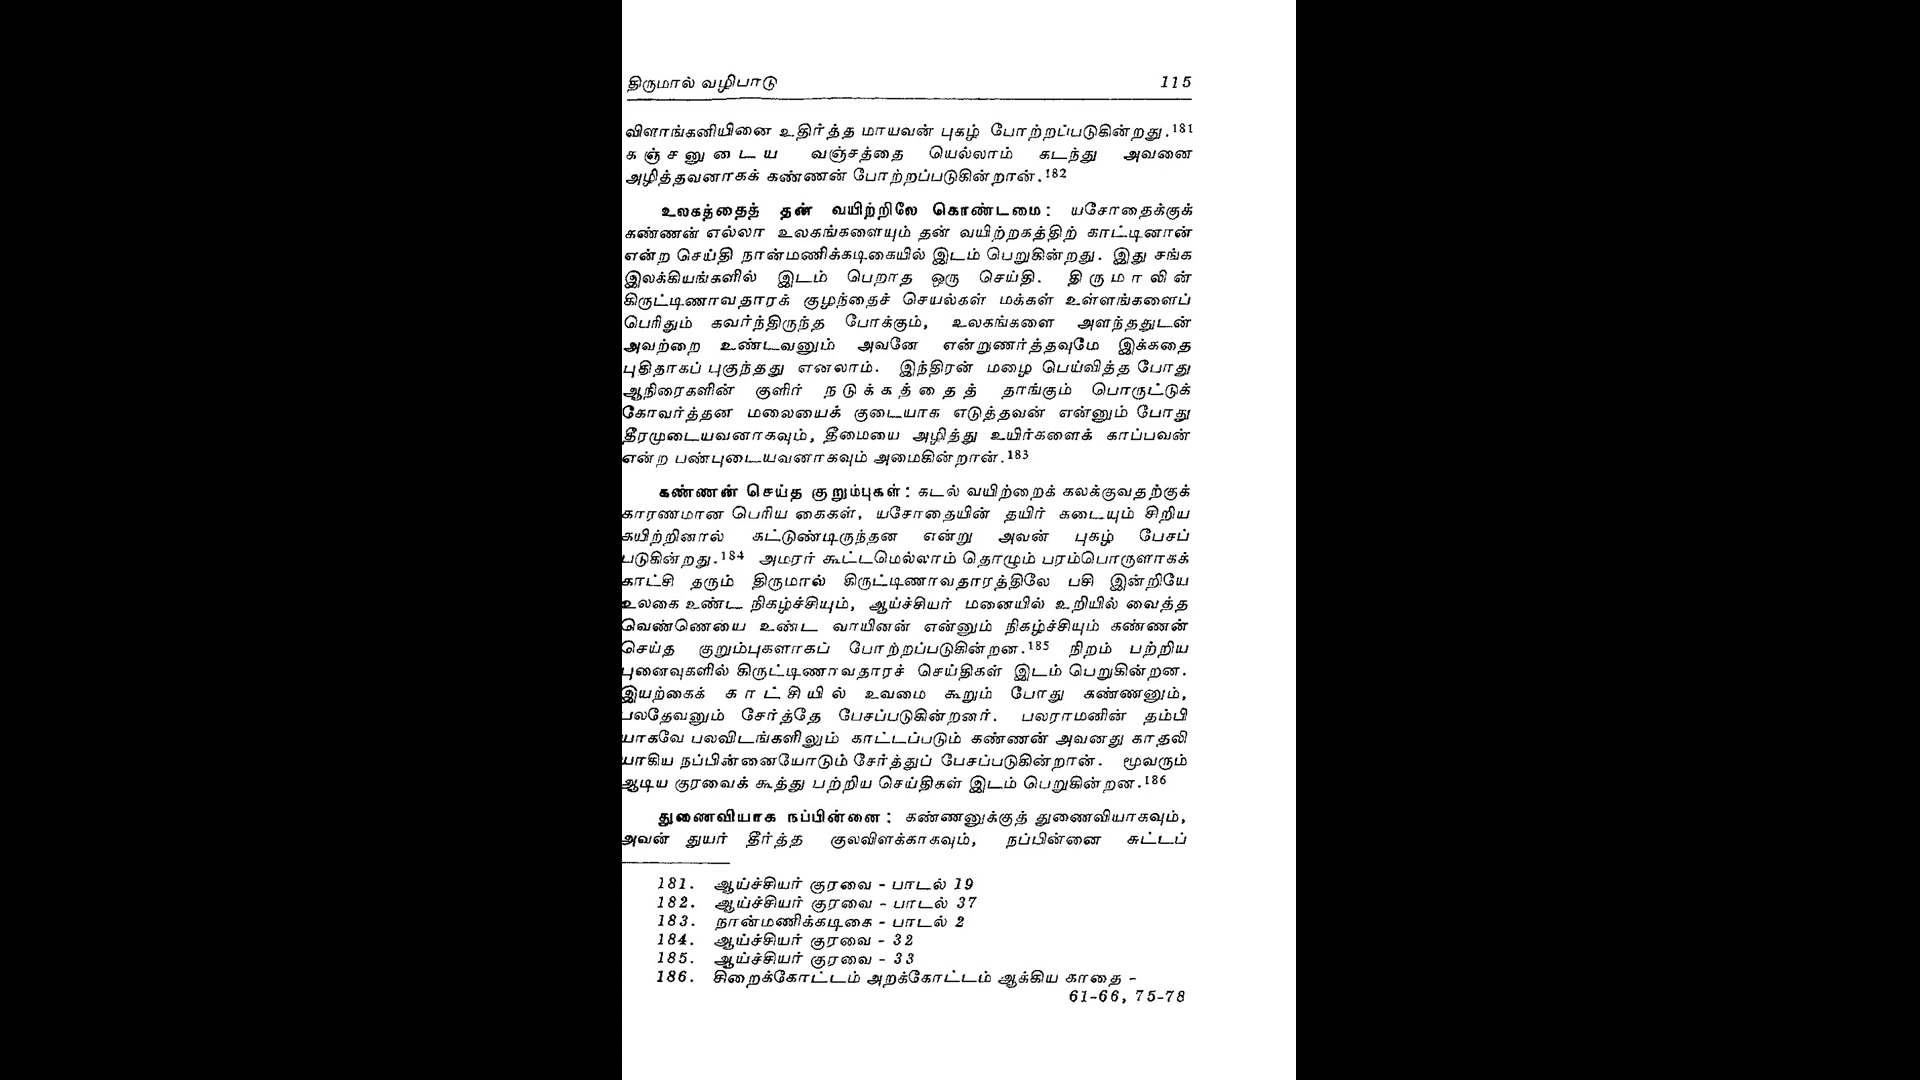 திருமால் வழிபாடு 115
விளாங்கனியினை உதிர்த்த மாயவன் புகழ் போற்றப்படுகின்றது.181
கஞ்சனுடைய வஞ்சத்தை யெல்லாம் கடந்து அவனை
அழித்தவனாகக் கண்ணன் போற்றப்படுகின்றான்.182
உலகத்தைத் தன் வயிற்றிலே கொண்டமை: யசோதைக்குக்
கண்ணன் எல்லா உலகங்களையும் தன் வயிற்றகத்திற் காட்டினான்
என்ற செய்தி நான்மணிக்கடிகையில் இடம் பெறுகின்றது. இது சங்க
இலக்கியங்களில் இடம் பெறாத ஒரு செய்தி. திருமாலின்
கிருட்டிணாவதாரக் குழந்தைச் செயல்கள் மக்கள் உள்ளங்களைப்
பெரிதும் கவர்ந்திருந்த போக்கும், உலகங்களை அளந்ததுடன்
அவற்றை உண்டவனும் அவனே என்றுணர்த்தவுமே இக்கதை
புதிதாகப் புகுந்தது எனலாம். இந்திரன் மழை பெய்வித்த போது
ஆநிரைகளின் குளிர் நடுக்கத்தைத் தாங்கும் பொருட்டுக்
கோவர்த்தன மலையைக் குடையாக எடுத்தவன் என்னும் போது
தீரமுடையவனாகவும், தீமையை அழித்து உயிர்களைக் காப்பவன்
என்ற பண்புடையவனாகவும் அமைகின்றான்.183
கண்ணன் செய்த குறும்புகள்: கடல் வயிற்றைக் கலக்குவதற்குக்
காரணமான பெரிய கைகள், யசோதையின் தயிர் கடையும் சிறிய
கயிற்றினால் கட்டுண்டிருந்தன என்று அவன் புகழ் பேசப்
படுகின்றது.184 அமரர் கூட்டமெல்லாம் தொழும் பரம்பொருளாகக்
காட்சி தரும் திருமால் கிருட்டிணாவதாரத்திலே பசி இன்றியே
உலகை உண்ட நிகழ்ச்சியும், ஆய்ச்சியர் மனையில் உறியில் வைத்த
வெண்ணெயை உண்ட வாயினன் என்னும் நிகழ்ச்சியும் கண்ணன்
செய்த குறும்புகளாகப் போற்றப்படுகின்றன.185 நிறம் பற்றிய
புனைவுகளில் கிருட்டிணாவதாரச் செய்திகள் இடம் பெறுகின்றன.
இயற்கைக் காட்சியில் உவமை கூறும் போது கண்ணனும்,
பலதேவனும் சேர்த்தே பேசப்படுகின்றனர். பலராமனின் தம்பி
யாகவே பலவிடங்களிலும் காட்டப்படும் கண்ணன் அவனது காதலி
யாகிய நப்பின்னையோடும் சேர்த்துப் பேசப்படுகின்றான். மூவரும்
ஆடிய குரவைக் கூத்து பற்றிய செய்திகள் இடம் பெறுகின்றன.186
துணைவியாக நப்பின்னை: கண்ணனுக்குத் துணைவியாகவும்,
அவன் துயர் தீர்த்த குலவிளக்காகவும், நப்பின்னை சுட்டப்
181. ஆய்ச்சியர் குரவை - பாடல் 19
182. ஆய்ச்சியர் குரவை - பாடல் 37
183. நான்மணிக்கடிகை - பாடல் 2
184. ஆய்ச்சியர் குரவை - 32
185. ஆய்ச்சியர் குரவை - 33
186. சிறைக்கோட்டம் அறக்கோட்டம் ஆக்கிய காதை -
61-66, 75-78